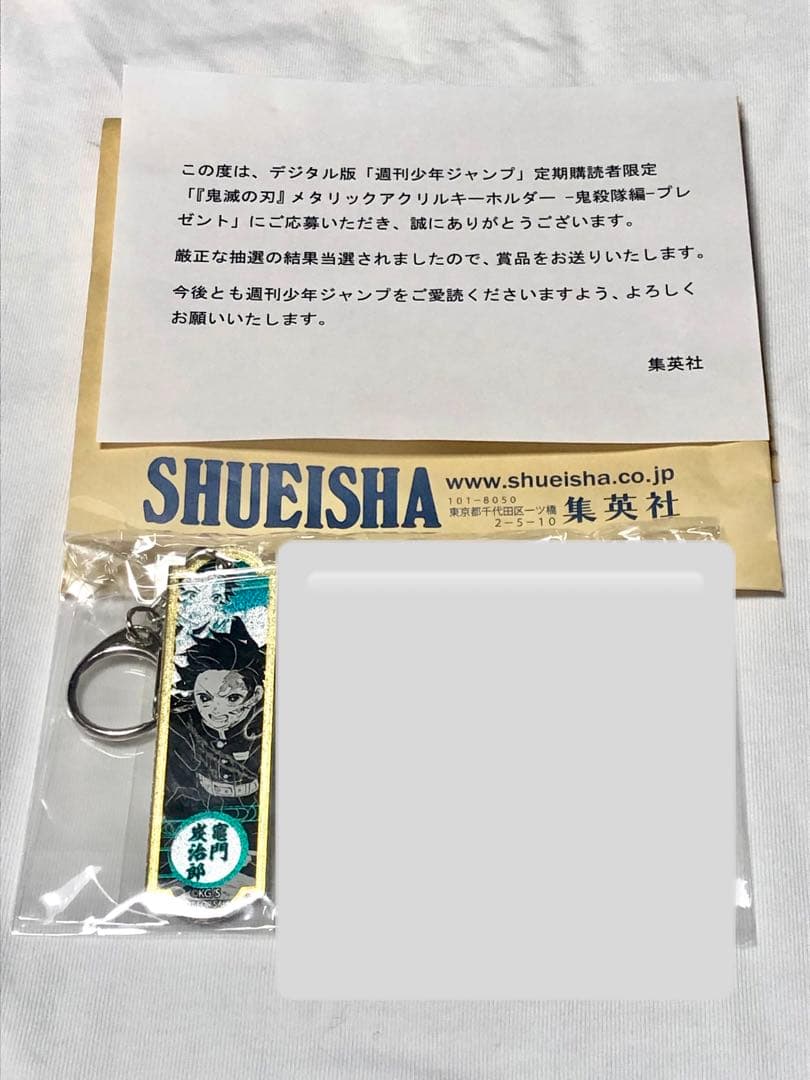 この度は、デジタル版「週刊少年ジャンプ」定期購読者限定
「『鬼滅の刃』メタリックアクリルキーホルダー －鬼殺隊編－プレ
ゼント」にご応募いただき、誠にありがとうございます。
厳正な抽選の結果当選されましたので、賞品をお送りいたします。
今後とも週刊少年ジャンプをご愛読くださいますよう、よろしく
お願いいたします。
集英社
SHUEISHA
www.shueisha.co.jp
101-8050
東京都千代田区一ツ橋
2-5-10
集英社
竈門
炭治郎